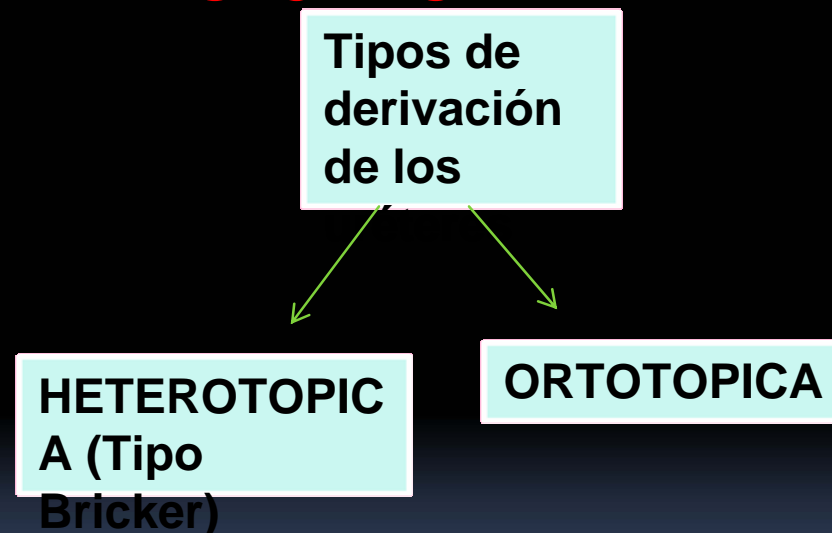 Tipos de
derivación
de los
HETEROTOPIC
A (Tipo
Bricker)
ORTOTOPICA